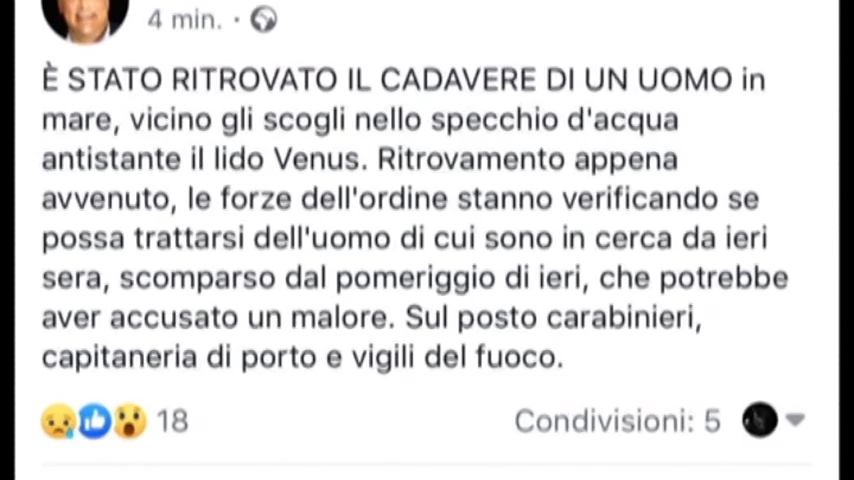 4 min. ·
È STATO RITROVATO IL CADAVERE DI UN UOMO in
mare, vicino gli scogli nello specchio d'acqua
antistante il lido Venus. Ritrovamento appena
avvenuto, le forze dell'ordine stanno verificando se
possa trattarsi dell'uomo di cui sono in cerca da ieri
sera, scomparso dal pomeriggio di ieri, che potrebbe
aver accusato un malore. Sul posto carabinieri,
capitaneria di porto e vigili del fuoco.
18 Condivisioni: 5